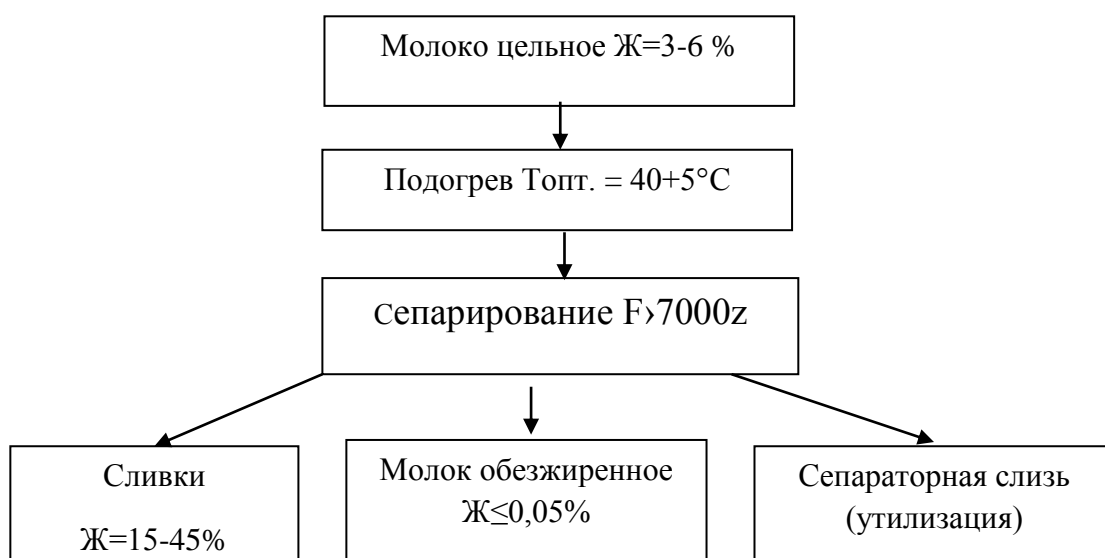 Молоко цельное Ж=3-6 %
Подогрев Топт. = 40+5°С
Сепарирование F›7000z
Сливки
Ж=15-45%
Молок обезжиренное
Ж≤0,05%
Сепараторная слизь
(утилизация)